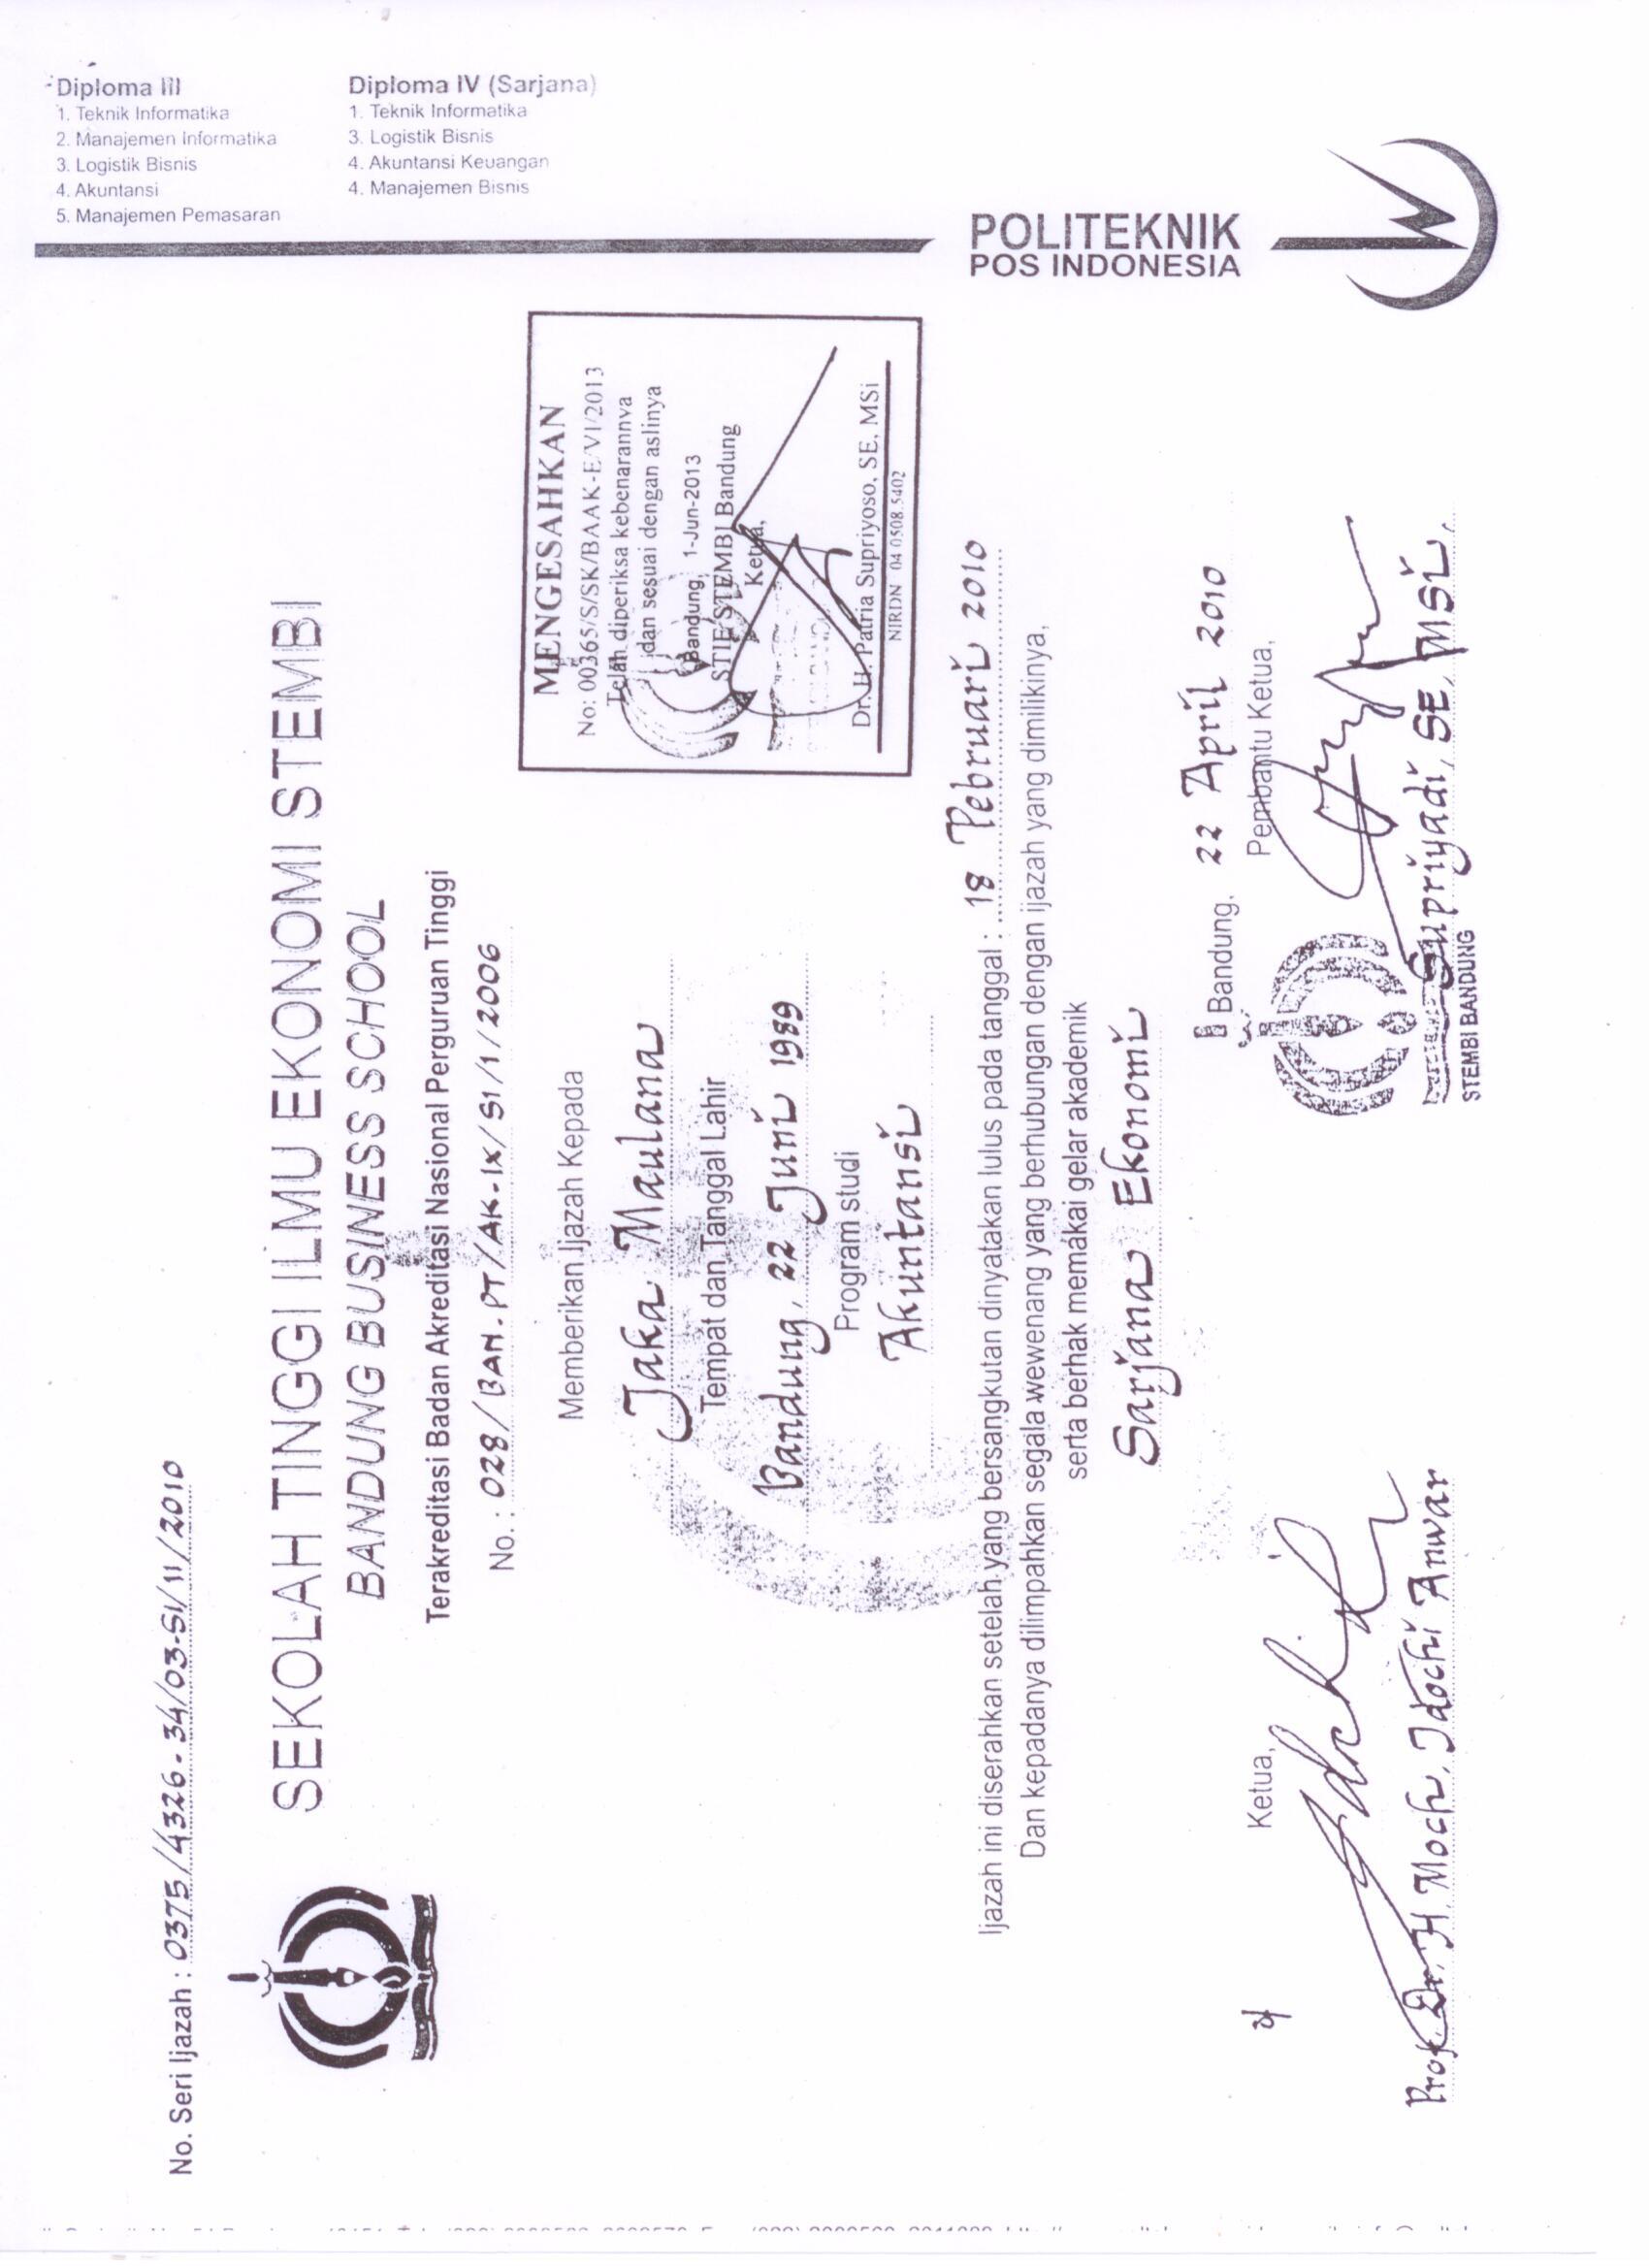 Diploma III
1. Teknik Informatika
2. Manajemen Informatika
3. Logistik Bisnis
4. Akuntansi
5. Manajemen Pemasaran
Diploma IV (Sarjana)
1. Teknik Informatika
3. Logistik Bisnis
4. Akuntansi Keuangan
4. Manajemen Bisnis
POLITEKNIK
POS INDONESIA
No. Seri Ijazah : 0375/4326-34/03-S1/11/2010
SEKOLAH TINGGI ILMU EKONOMI STEMBI
BANDUNG BUSINESS SCHOOL
Terakreditasi Badan Akreditasi Nasional Perguruan Tinggi
No. : 028/BAN-PT/AK-IX/S1/1/2006
MENGESAHKAN
No: 00365/S/SK/BAAK-E/VI/2013
Telah diperiksa kebenarannya
dan sesuai dengan aslinya
Bandung, 1-Jun-2013
STIE STEMBI Bandung
Ketua,
Dr. H. Patria Supriyoso, SE, MSi
NIRDN 04 0508.5402
Memberikan Ijazah Kepada
Jaka Maulana
Tempat dan Tanggal Lahir
Bandung, 22 Juni 1989
Program studi
Akuntansi
Ijazah ini diserahkan setelah yang bersangkutan dinyatakan lulus pada tanggal : 18 Pebruari 2010
Dan kepadanya dilimpahkan segala wewenang yang berhubungan dengan ijazah yang dimilikinya,
serta berhak memakai gelar akademik
Sarjana Ekonomi
Bandung, 22 April 2010
Ketua,
Pembantu Ketua,
Prof. Dr. H. Moch. Idochi Anwar
Supriyadi, SE, MSi.
STEMBI BANDUNG